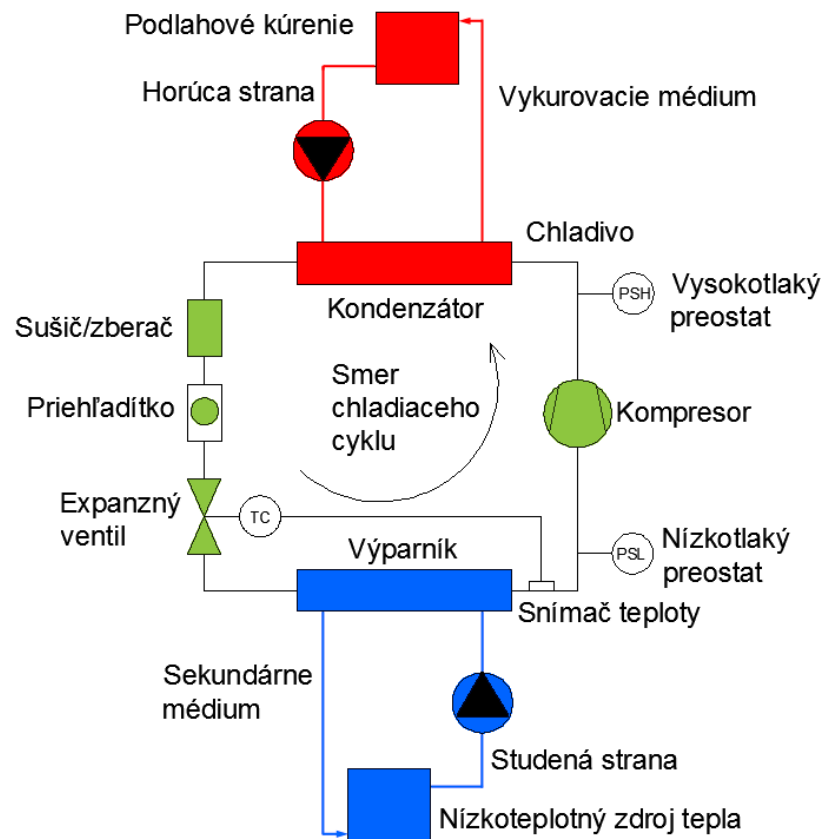 Podlahové kúrenie
Horúca strana
Vykurovacie médium
Chladivo
Kondenzátor
PSH
Vysokotlaký
preostat
Sušič/zberač
Smer
chladiaceho
cyklu
Priehľadítko
Kompresor
Expanzný
ventil
TC
Výparník
PSL
Nízkotlaký
preostat
Snímač teploty
Sekundárne
médium
Studená strana
Nízkoteplotný zdroj tepla